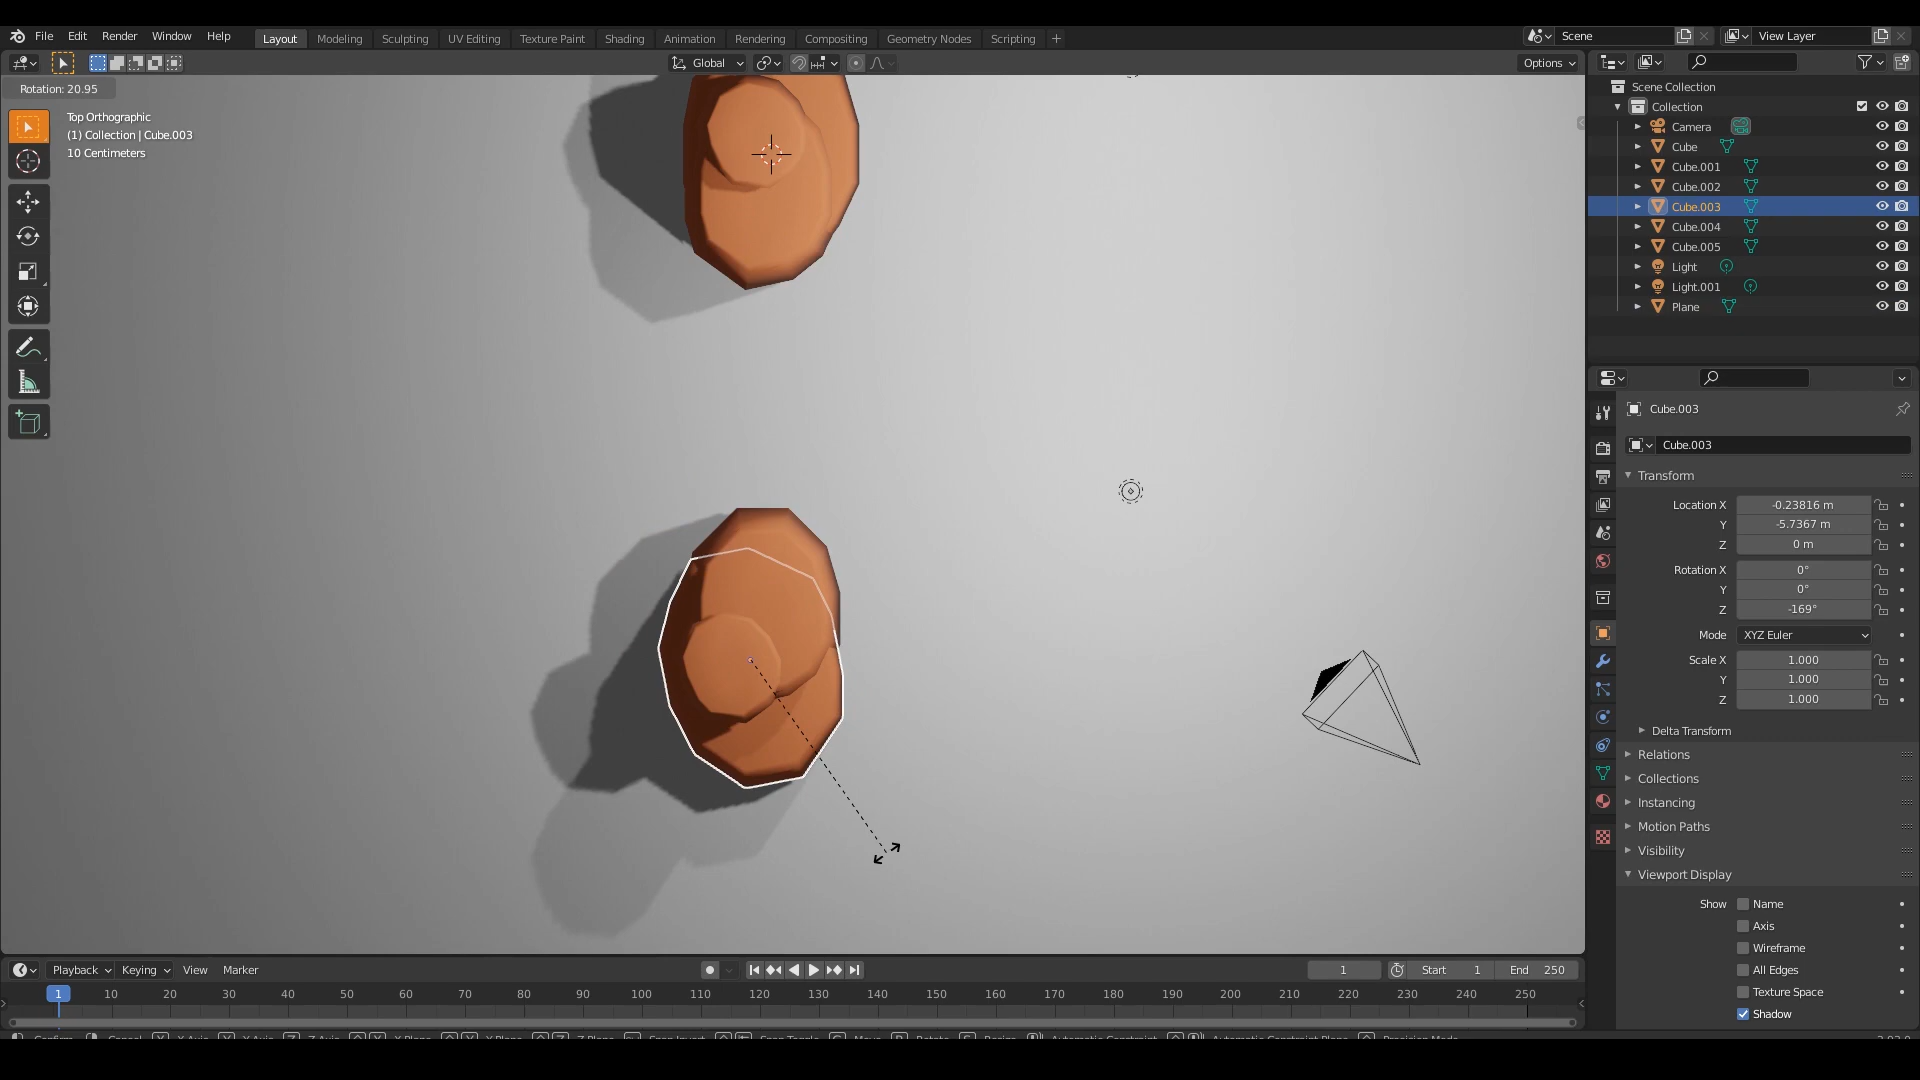 File Edit Render Window Help Layout Modeling Sculpting UV Editing Texture Paint Shading Animation Rendering Compositing Geometry Nodes Scripting + Scene View Layer
Global Options
Rotation: 20.95
Top Orthographic
(1) Collection | Cube.003
10 Centimeters
Scene Collection
Collection
Camera
Cube
Cube.001
Cube.002
Cube.003
Cube.004
Cube.005
Light
Light.001
Plane
Cube.003
Cube.003
Transform
Location X -0.23816 m
Y -5.7367 m
Z 0 m
Rotation X 0°
Y 0°
Z -169°
Mode XYZ Euler
Scale X 1.000
Y 1.000
Z 1.000
Delta Transform
Relations
Collections
Instancing
Motion Paths
Visibility
Viewport Display
Show Name
Axis
Wireframe
All Edges
Texture Space
Shadow
Playback Keying View Marker 1 Start 1 End 250
1 10 20 30 40 50 60 70 80 90 100 110 120 130 140 150 160 170 180 190 200 210 220 230 240 250